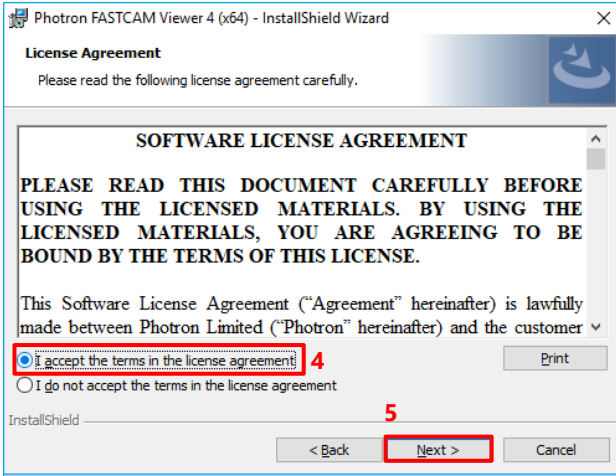 Photron FASTCAM Viewer 4 (x64) - InstallShield Wizard
License Agreement
Please read the following license agreement carefully.
SOFTWARE LICENSE AGREEMENT
PLEASE READ THIS DOCUMENT CAREFULLY BEFORE
USING THE LICENSED MATERIALS. BY USING THE
LICENSED MATERIALS, YOU ARE AGREEING TO BE
BOUND BY THE TERMS OF THIS LICENSE.
This Software License Agreement (“Agreement” hereinafter) is lawfully
made between Photron Limited (“Photron” hereinafter) and the customer
I accept the terms in the license agreement 4 Print
I do not accept the terms in the license agreement
5
InstallShield
< Back Next > Cancel